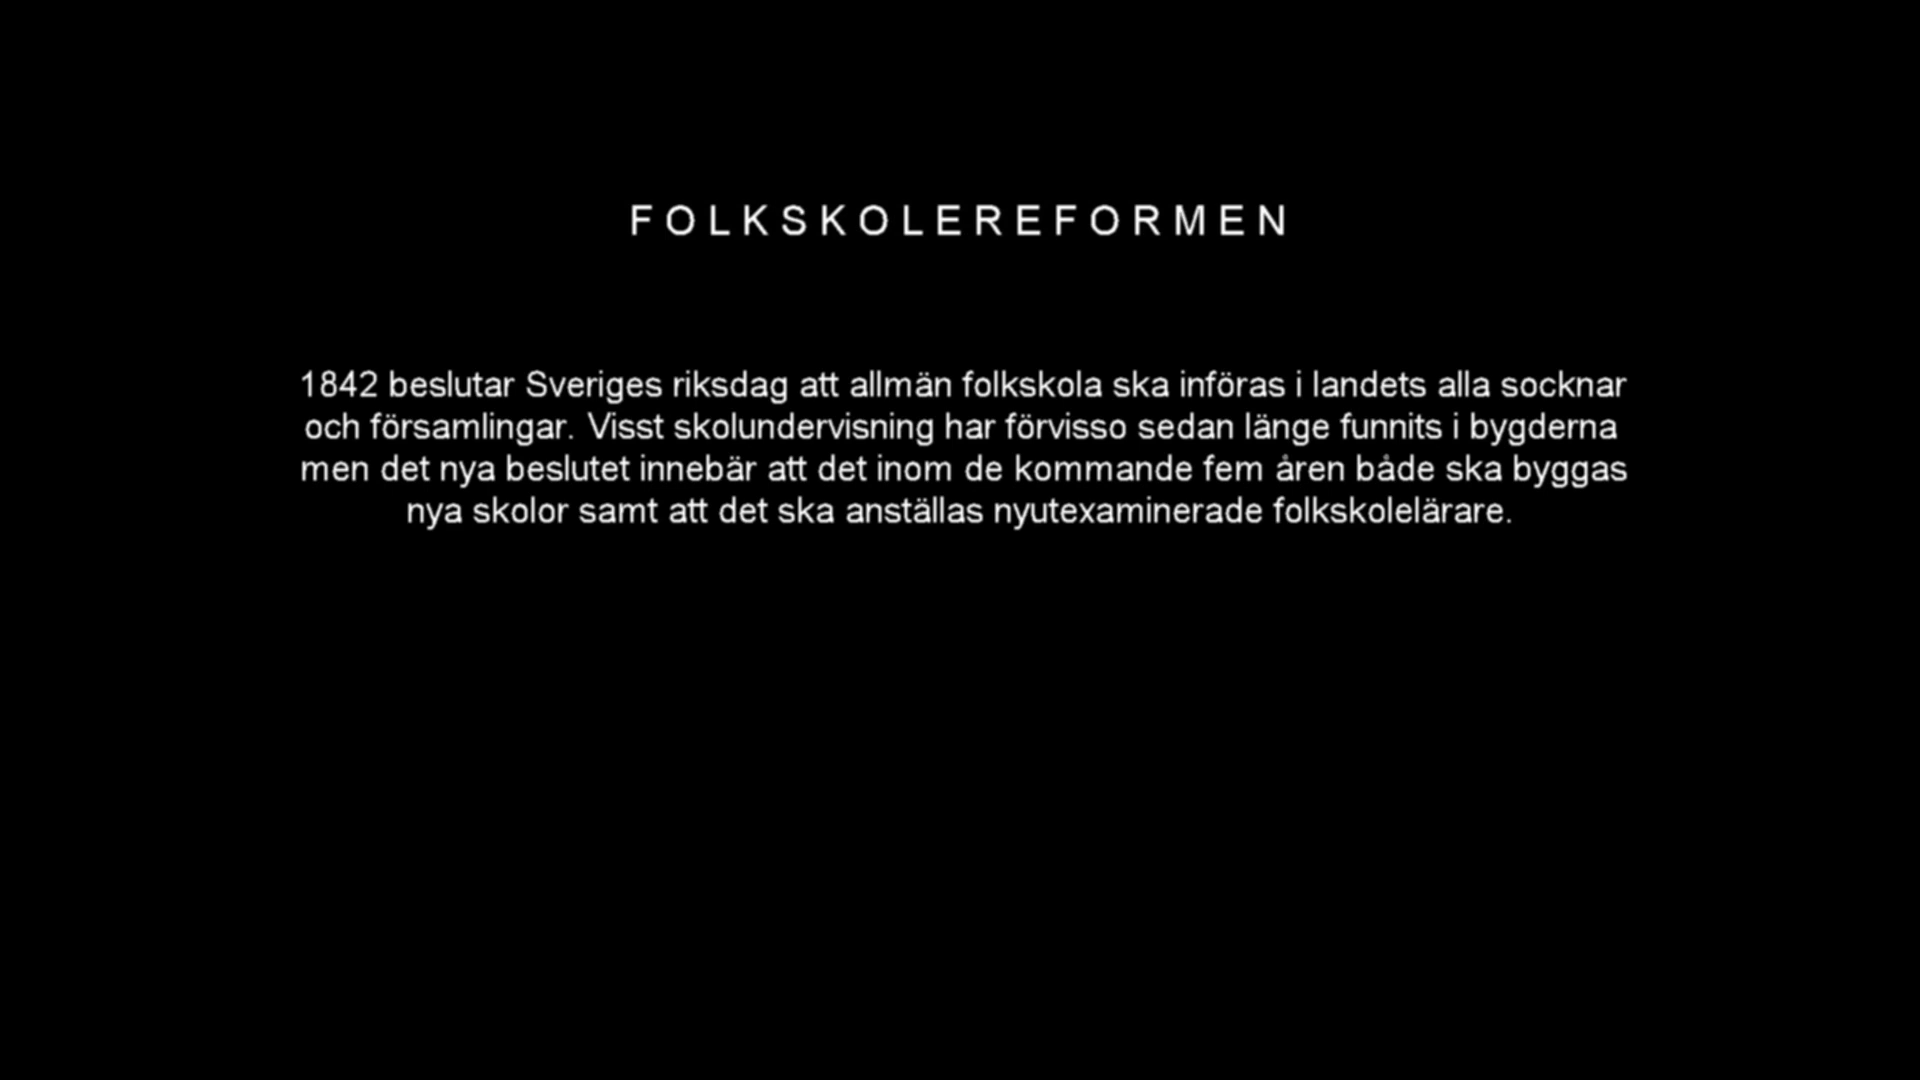 FOLKSKOLEREFORMEN
1842 beslutar Sveriges riksdag att allmän folkskola ska införas i landets alla socknar
och församlingar. Visst skolundervisning har förvisso sedan länge funnits i bygderna
men det nya beslutet innebär att det inom de kommande fem åren både ska byggas
nya skolor samt att det ska anställas nyutexaminerade folkskolelärare.